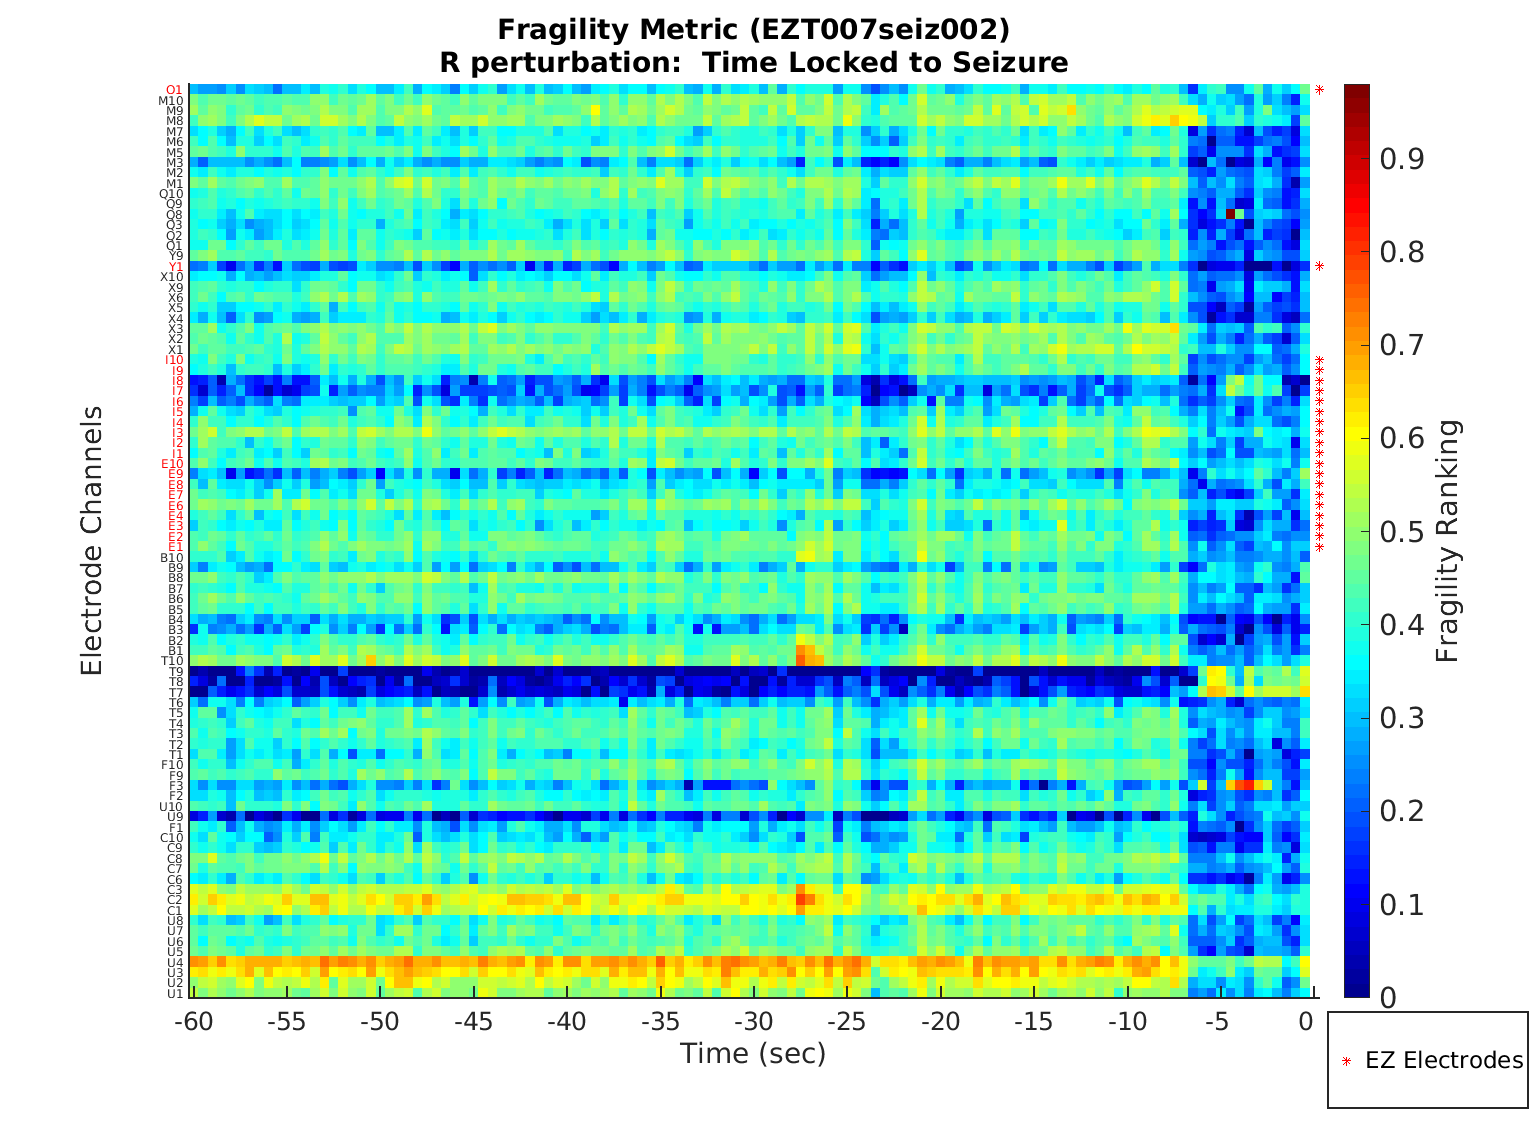 Fragility Metric (EZT007seiz002)
R perturbation:  Time Locked to Seizure
Electrode Channels
O1
M10
M9
M8
M7
M6
M5
M3
M2
M1
Q10
Q9
Q8
Q3
Q2
Q1
Y9
Y1
X10
X9
X6
X5
X4
X3
X2
X1
I10
I9
I8
I7
I6
I5
I4
I3
I2
I1
E10
E9
E8
E7
E6
E4
E3
E2
E1
B10
B9
B8
B7
B6
B5
B4
B3
B2
B1
T10
T9
T8
T7
T6
T5
T4
T3
T2
T1
F10
F9
F3
F2
U10
U9
F1
C10
C9
C8
C7
C6
C3
C2
C1
U8
U7
U6
U5
U4
U3
U2
U1
-60 -55 -50 -45 -40 -35 -30 -25 -20 -15 -10 -5 0
Time (sec)
0.9
0.8
0.7
0.6
0.5
0.4
0.3
0.2
0.1
0
Fragility Ranking
EZ Electrodes